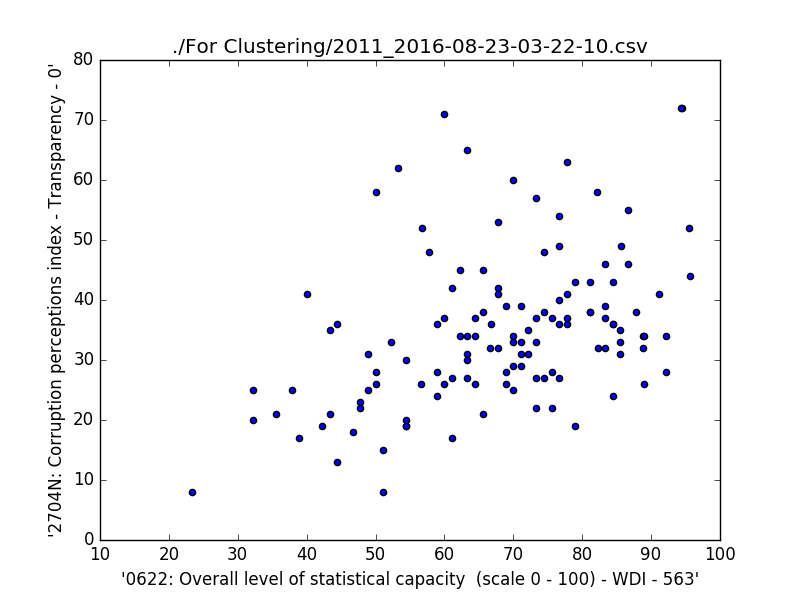 ./For Clustering/2011_2016-08-23-03-22-10.csv
'2704N: Corruption perceptions index - Transparency - 0'
80
70
60
50
40
30
20
10
0
10 20 30 40 50 60 70 80 90 100
'0622: Overall level of statistical capacity  (scale 0 - 100) - WDI - 563'